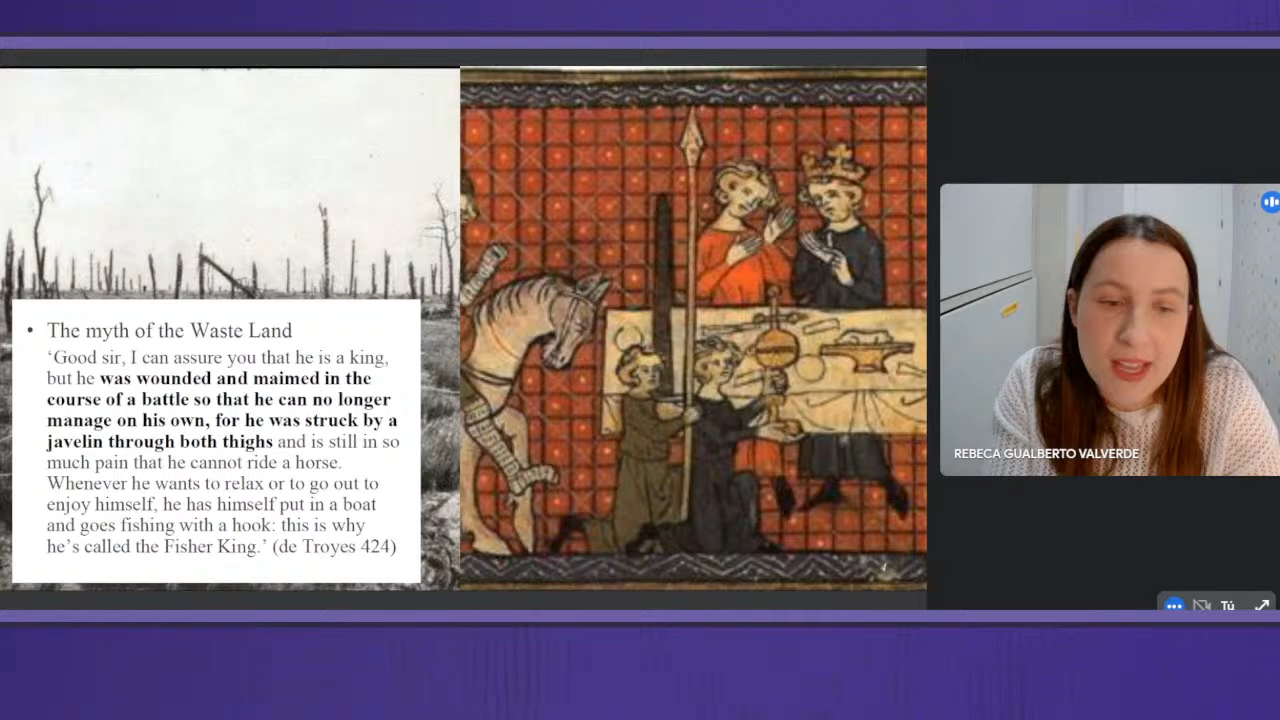 • The myth of the Waste Land
‘Good sir, I can assure you that he is a king,
but he was wounded and maimed in the
course of a battle so that he can no longer
manage on his own, for he was struck by a
javelin through both thighs and is still in so
much pain that he cannot ride a horse.
Whenever he wants to relax or to go out to
enjoy himself, he has himself put in a boat
and goes fishing with a hook: this is why
he’s called the Fisher King.’ (de Troyes 424)
4
REBECA GUALBERTO VALVERDE
Tú